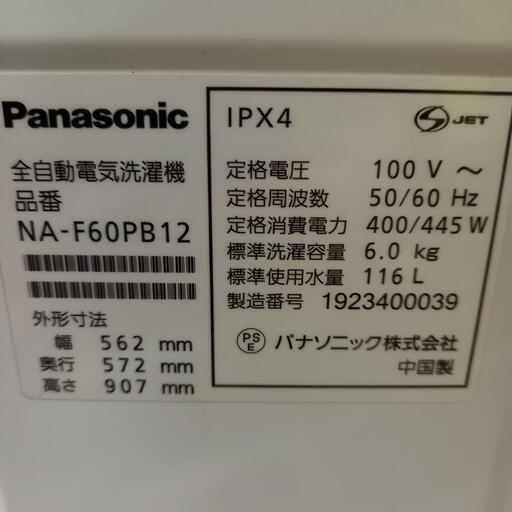 Panasonic
全自動電気洗濯機
品番
NA-F60PB12
外形寸法
幅 562 mm
奥行 572 mm
高さ 907 mm
IPX4
S JET
定格電圧 100 V ～
定格周波数 50/60 Hz
定格消費電力 400/445 W
標準洗濯容量 6.0 kg
標準使用水量 116 L
製造番号 1923400039
PS E パナソニック株式会社
中国製